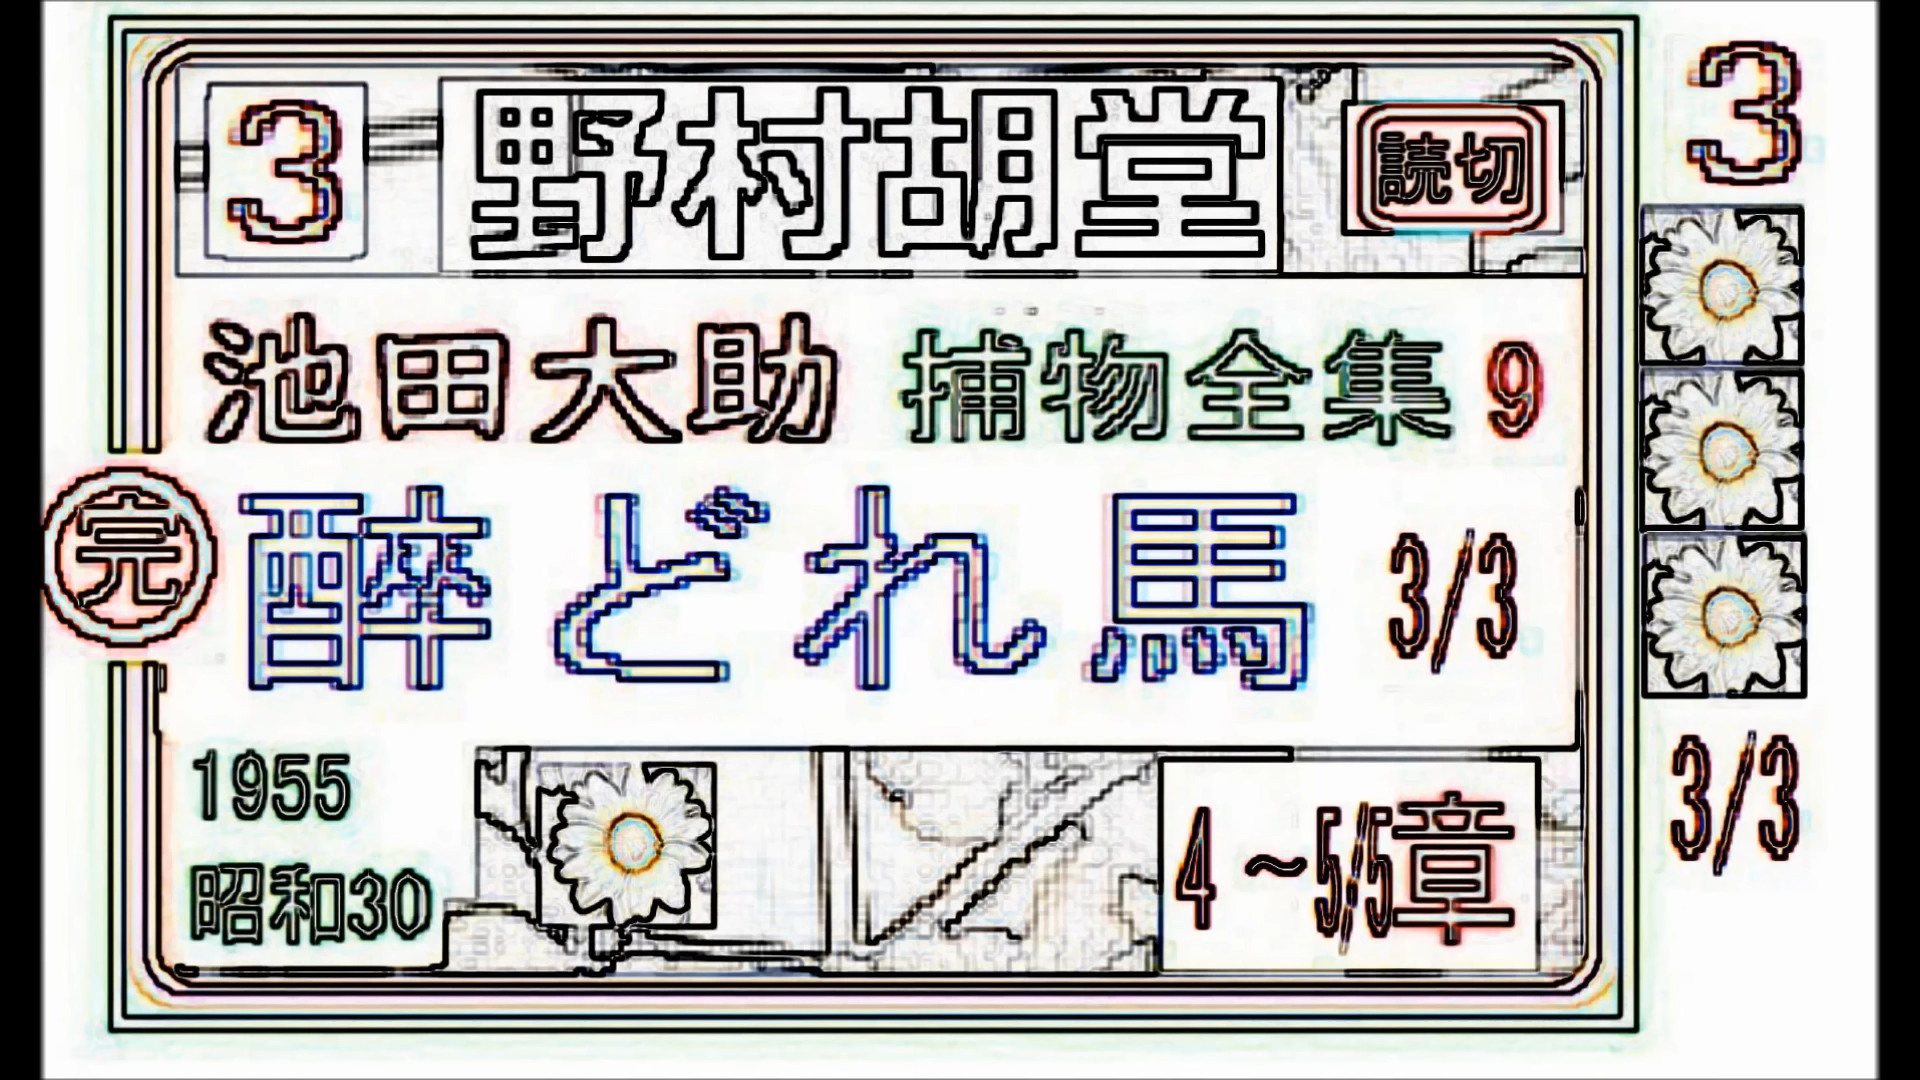 3 野村胡堂 読切
池田大助 捕物全集 9
完 酔どれ馬 3/3
1955
昭和30
4～5/5章
3
3/3